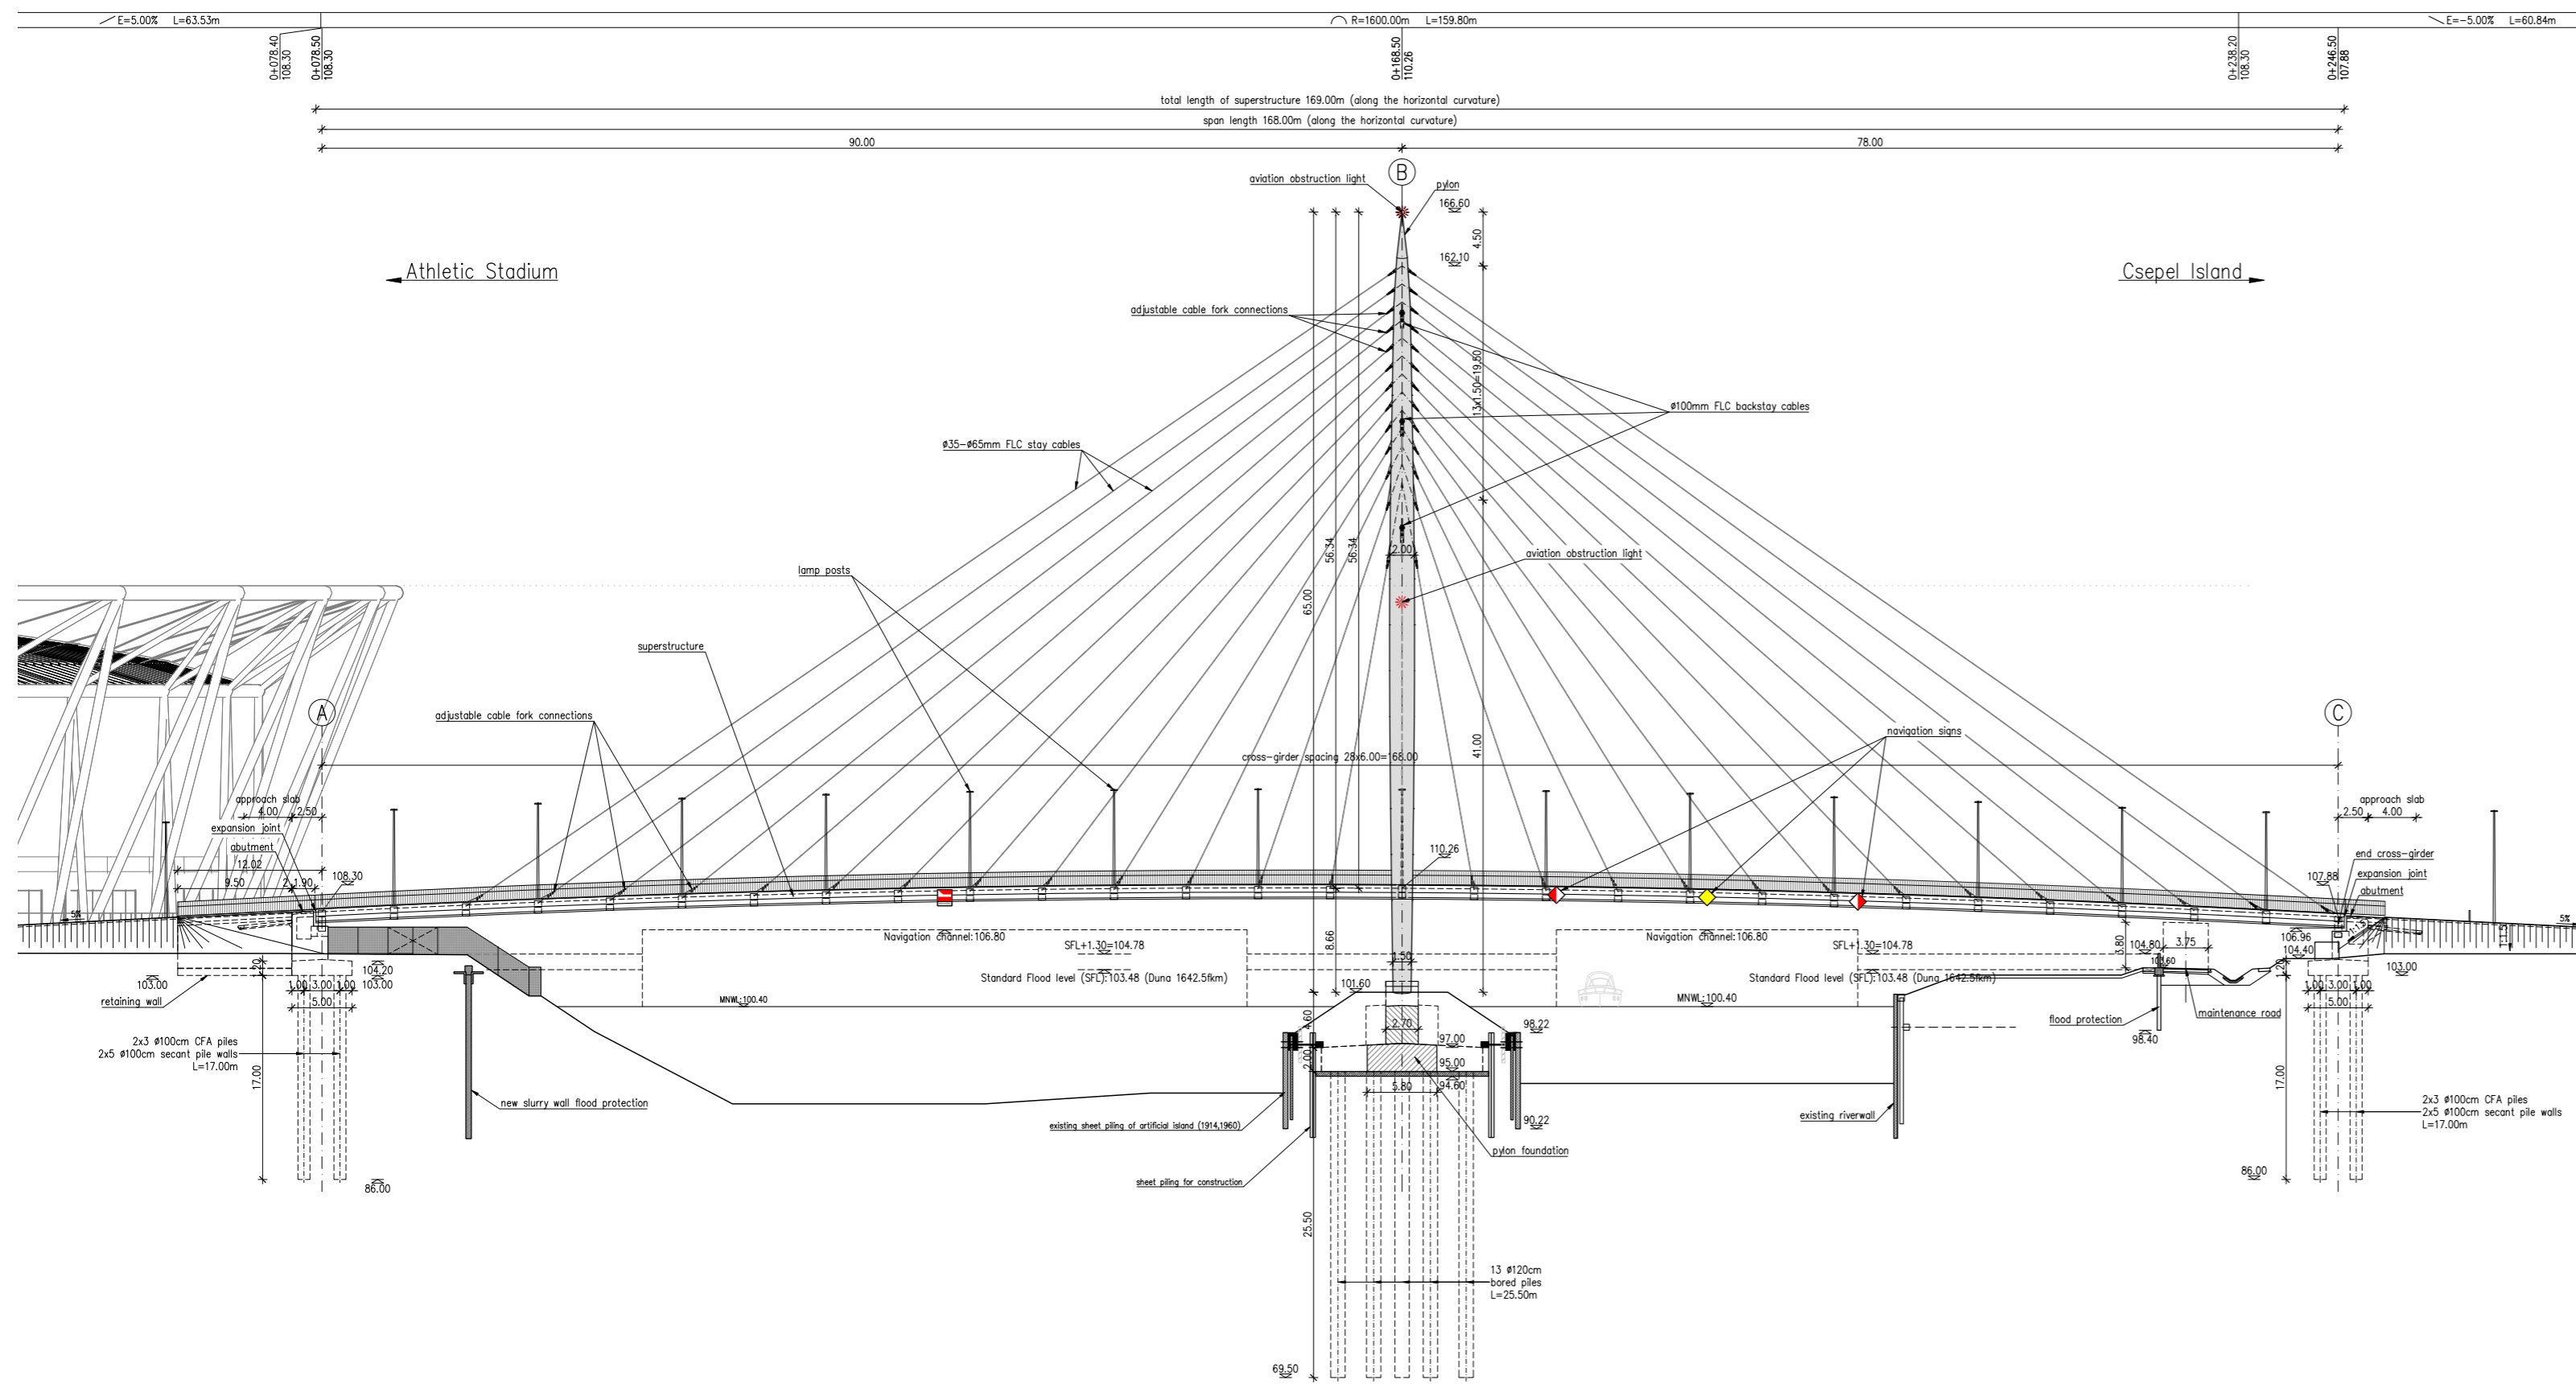 E=5.00% L=63.53m
R=1600.00m L=159.80m
E=-5.00% L=60.84m
0+078.40
108.30
0+078.50
108.30
0+168.50
110.26
0+238.20
108.30
0+246.50
107.88
total length of superstructure 169.00m (along the horizontal curvature)
span length 168.00m (along the horizontal curvature)
90.00
78.00
aviation obstruction light
B
pylon
166.60
4.50
162.10
Athletic Stadium
Csepel Island
adjustable cable fork connections
13x1.50=19.50
ø100mm FLC backstay cables
ø35-ø65mm FLC stay cables
56.34
56.34
2.00
aviation obstruction light
lamp posts
65.00
superstructure
A
C
adjustable cable fork connections
navigation signs
41.00
cross-girder spacing 28x6.00=168.00
approach slab
4.00
2.50
approach slab
2.50
4.00
expansion joint
abutment
12.02
9.50
1.90
108.30
110.26
end cross-girder
expansion joint
107.88
abutment
5%
5%
1:1.5
1:1.5
Navigation channel:106.80
SFL+1.30=104.78
Standard Flood level (SFL):103.48 (Duna 1642.5fkm)
8.66
1.50
Navigation channel:106.80
SFL+1.30=104.78
Standard Flood level (SFL):103.48 (Duna 1642.5fkm)
3.80
104.80
3.75
106.96
104.40
103.60
103.00
103.00
1.20
104.20
103.00
1.20
retaining wall
1.00 3.00 1.00
5.00
MNWL:100.40
101.60
MNWL:100.40
1.00 3.00 1.00
5.00
4.60
2.70
98.22
97.00
2.00
95.00
94.60
5.80
90.22
flood protection
98.40
maintenance road
2x3 ø100cm CFA piles
2x5 ø100cm secant pile walls
L=17.00m
17.00
new slurry wall flood protection
existing sheet piling of artificial island (1914,1960)
sheet piling for construction
pylon foundation
existing riverwall
17.00
2x3 ø100cm CFA piles
2x5 ø100cm secant pile walls
L=17.00m
86.00
86.00
25.50
13 ø120cm
bored piles
L=25.50m
69.50